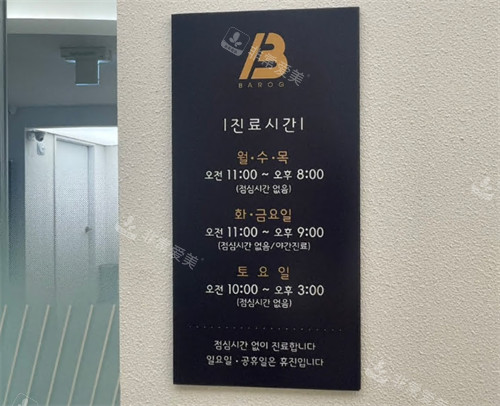 B
BAROG
|진료시간|
월·수·목
오전 11:00 ~ 오후 8:00
(점심시간 없음)
화·금요일
오전 11:00 ~ 오후 9:00
(점심시간 없음/야간진료)
토요일
오전 10:00 ~ 오후 3:00
(점심시간 없음)
점심시간 없이 진료합니다
일요일·공휴일은 휴진입니다